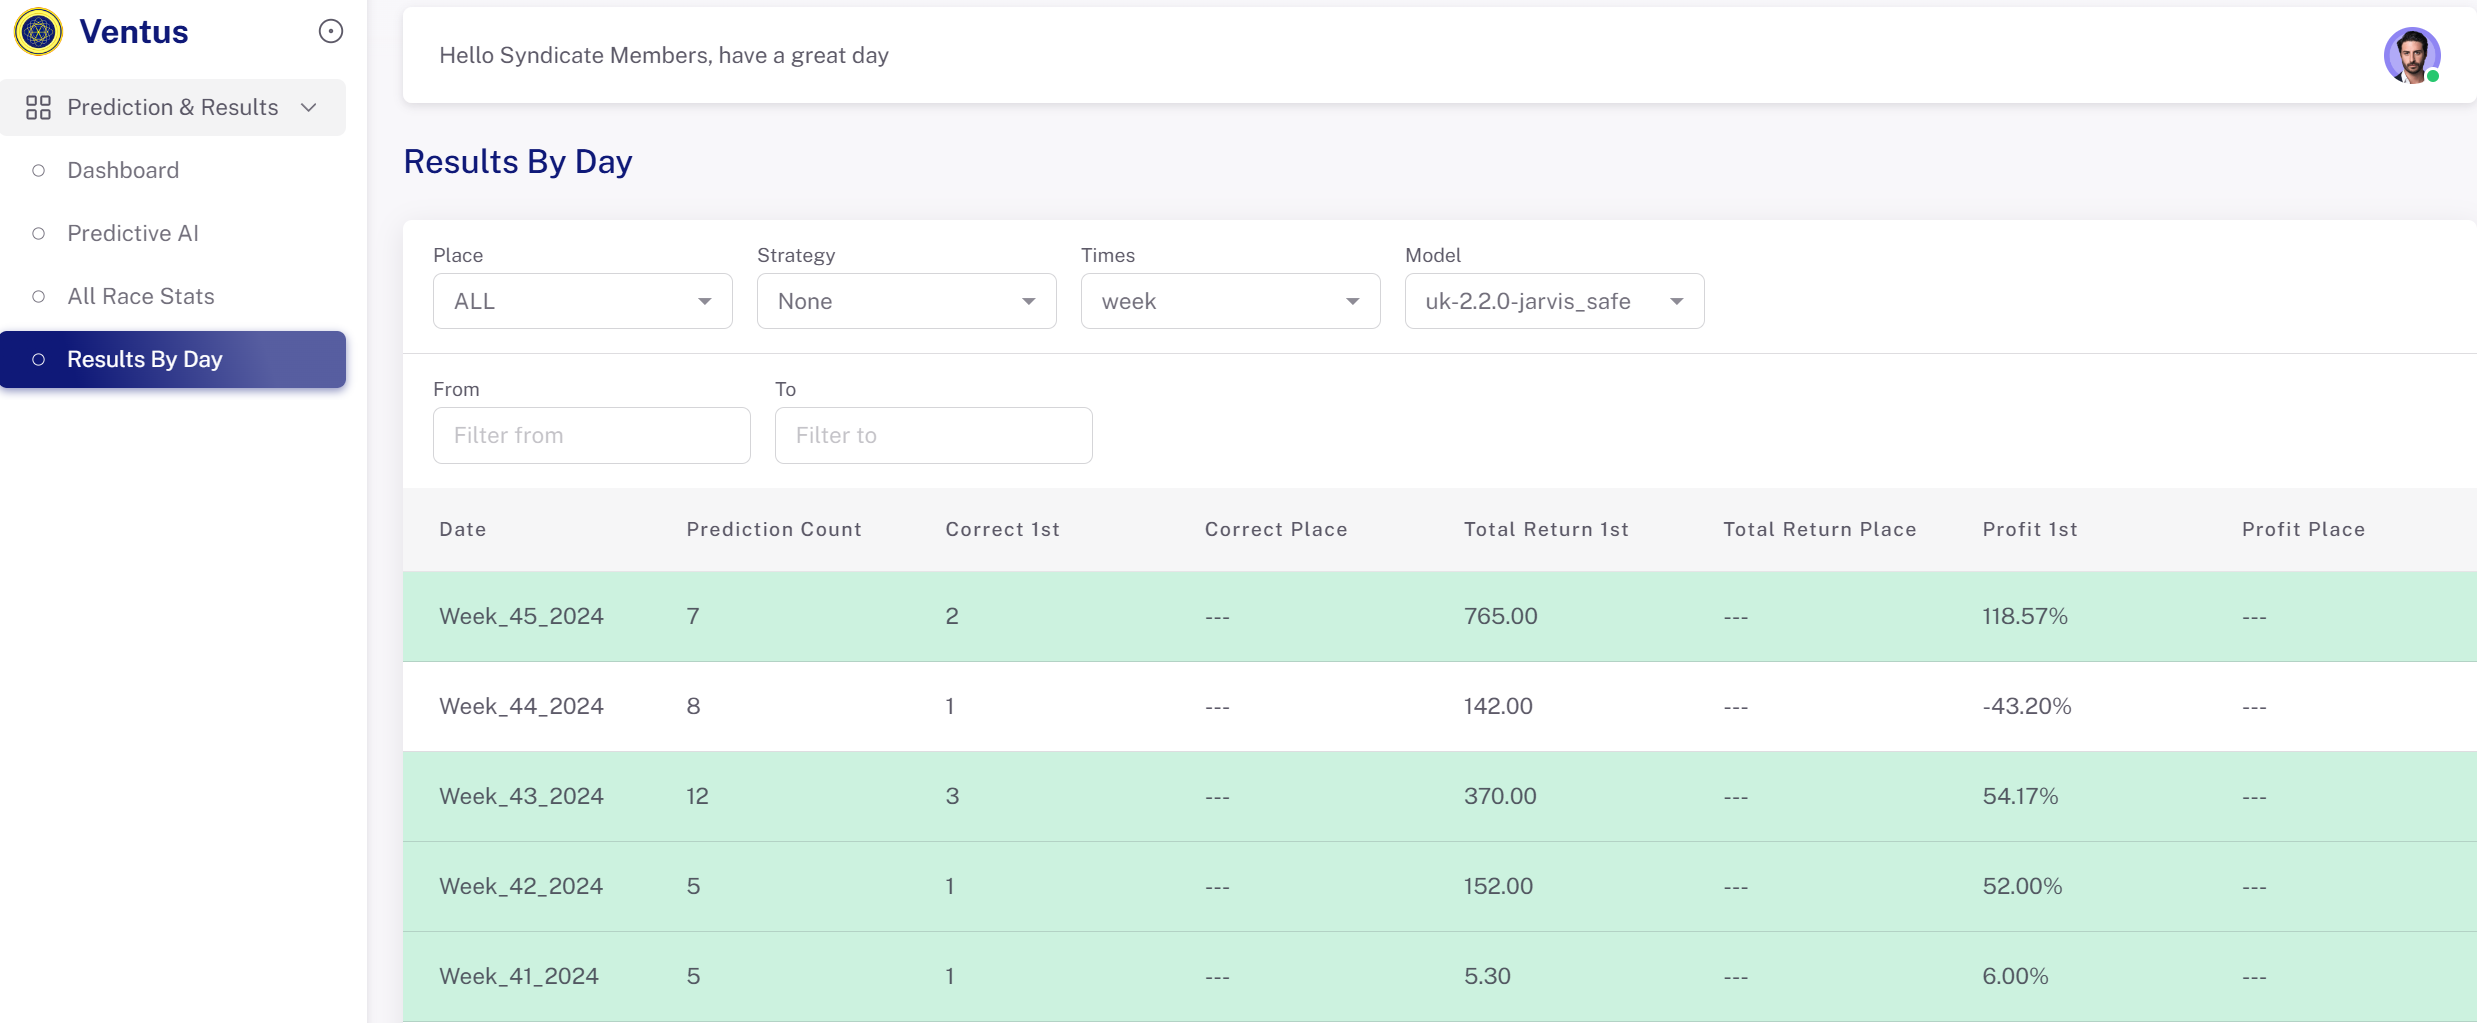 Ventus
Hello Syndicate Members, have a great day
Prediction & Results
Dashboard
Predictive AI
All Race Stats
Results By Day
Results By Day
Place Strategy Times Model
ALL None week uk-2.2.0-jarvis_safe
From To
Filter from Filter to
Date Prediction Count Correct 1st Correct Place Total Return 1st Total Return Place Profit 1st Profit Place
Week_45_2024 7 2 --- 765.00 --- 118.57% ---
Week_44_2024 8 1 --- 142.00 --- -43.20% ---
Week_43_2024 12 3 --- 370.00 --- 54.17% ---
Week_42_2024 5 1 --- 152.00 --- 52.00% ---
Week_41_2024 5 1 --- 5.30 --- 6.00% ---